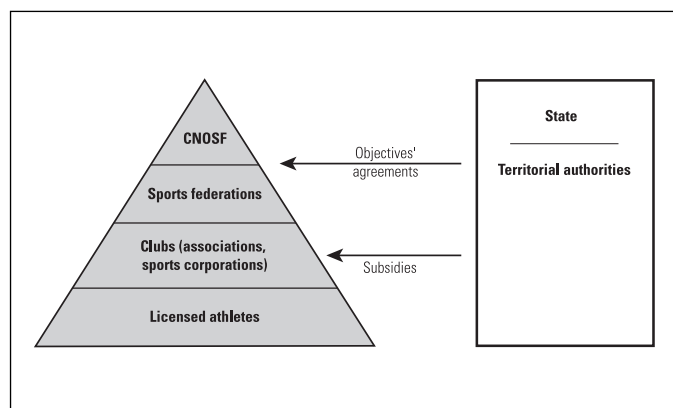 CNOSF
Sports federations
Clubs (associations,
sports corporations)
Licensed athletes
Objectives'
agreements
Subsidies
State
Territorial authorities